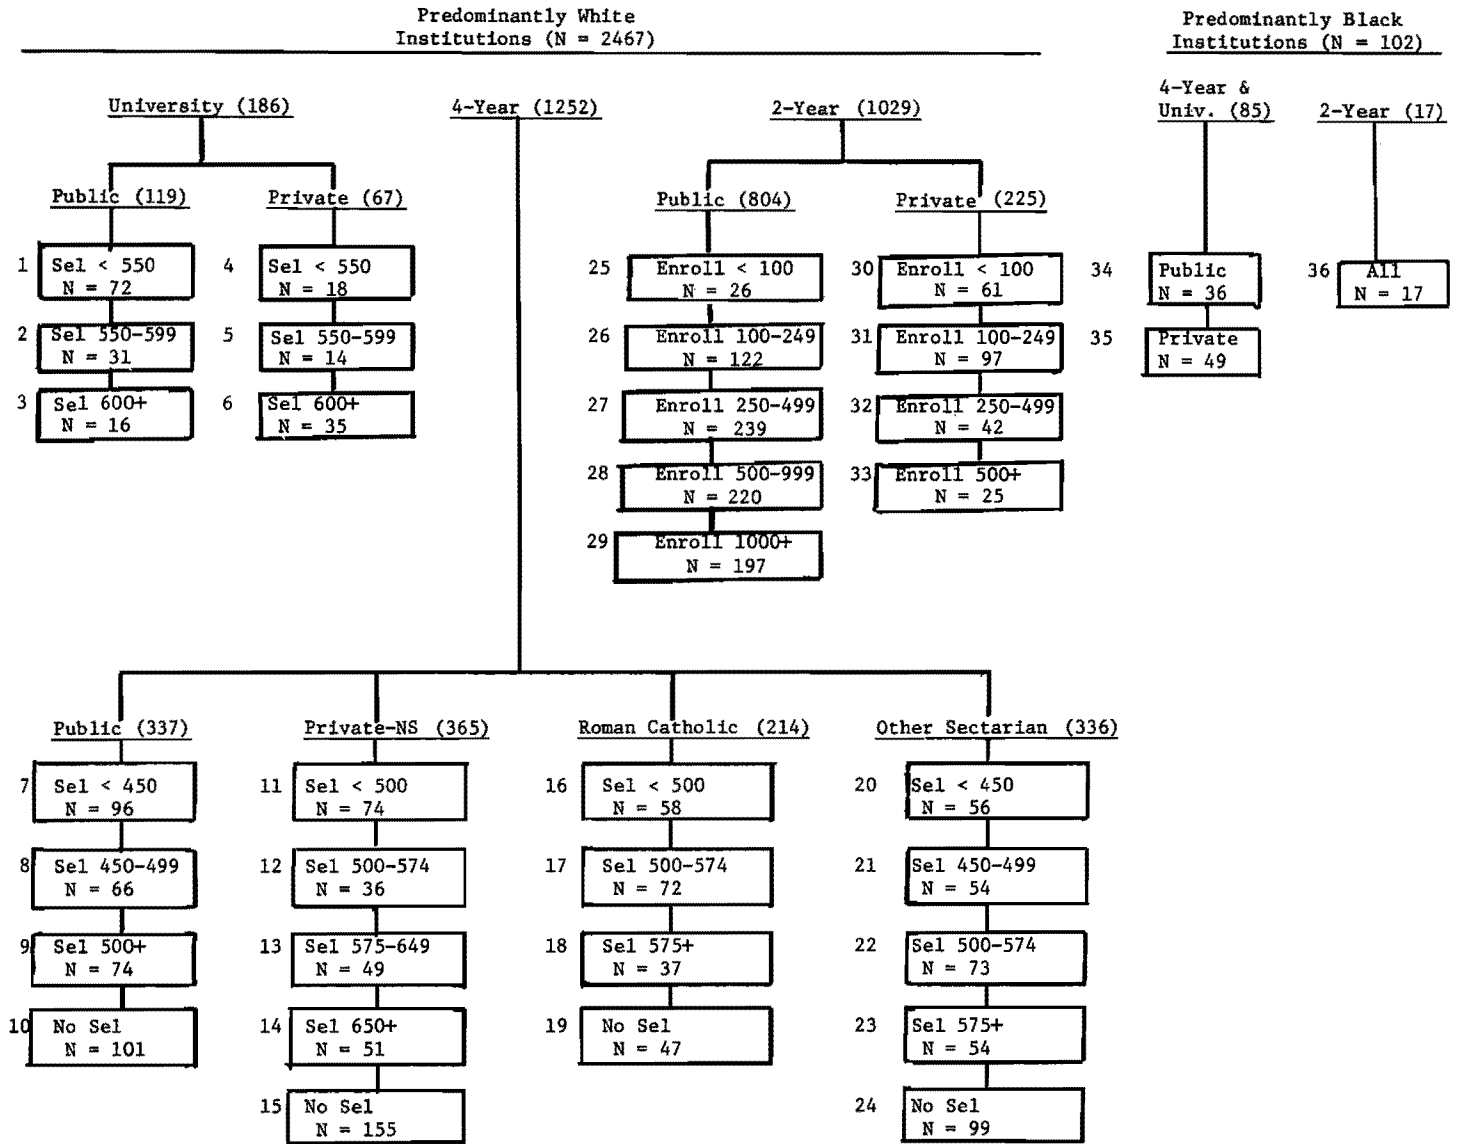 Predominantly White
Institutions (N = 2467)
Predominantly Black
Institutions (N = 102)
University (186)
4-Year (1252)
2-Year (1029)
4-Year &
Univ. (85)
2-Year (17)
Public (119)
Private (67)
Public (804)
Private (225)
1
Sel < 550
N = 72
2
Sel 550-599
N = 31
3
Sel 600+
N = 16
4
Sel < 550
N = 18
5
Sel 550-599
N = 14
6
Sel 600+
N = 35
25
Enroll < 100
N = 26
26
Enroll 100-249
N = 122
27
Enroll 250-499
N = 239
28
Enroll 500-999
N = 220
29
Enroll 1000+
N = 197
30
Enroll < 100
N = 61
31
Enroll 100-249
N = 97
32
Enroll 250-499
N = 42
33
Enroll 500+
N = 25
34
Public
N = 36
35
Private
N = 49
36
All
N = 17
Public (337)
Private-NS (365)
Roman Catholic (214)
Other Sectarian (336)
7
Sel < 450
N = 96
8
Sel 450-499
N = 66
9
Sel 500+
N = 74
10
No Sel
N = 101
11
Sel < 500
N = 74
12
Sel 500-574
N = 36
13
Sel 575-649
N = 49
14
Sel 650+
N = 51
15
No Sel
N = 155
16
Sel < 500
N = 58
17
Sel 500-574
N = 72
18
Sel 575+
N = 37
19
No Sel
N = 47
20
Sel < 450
N = 56
21
Sel 450-499
N = 54
22
Sel 500-574
N = 73
23
Sel 575+
N = 54
24
No Sel
N = 99